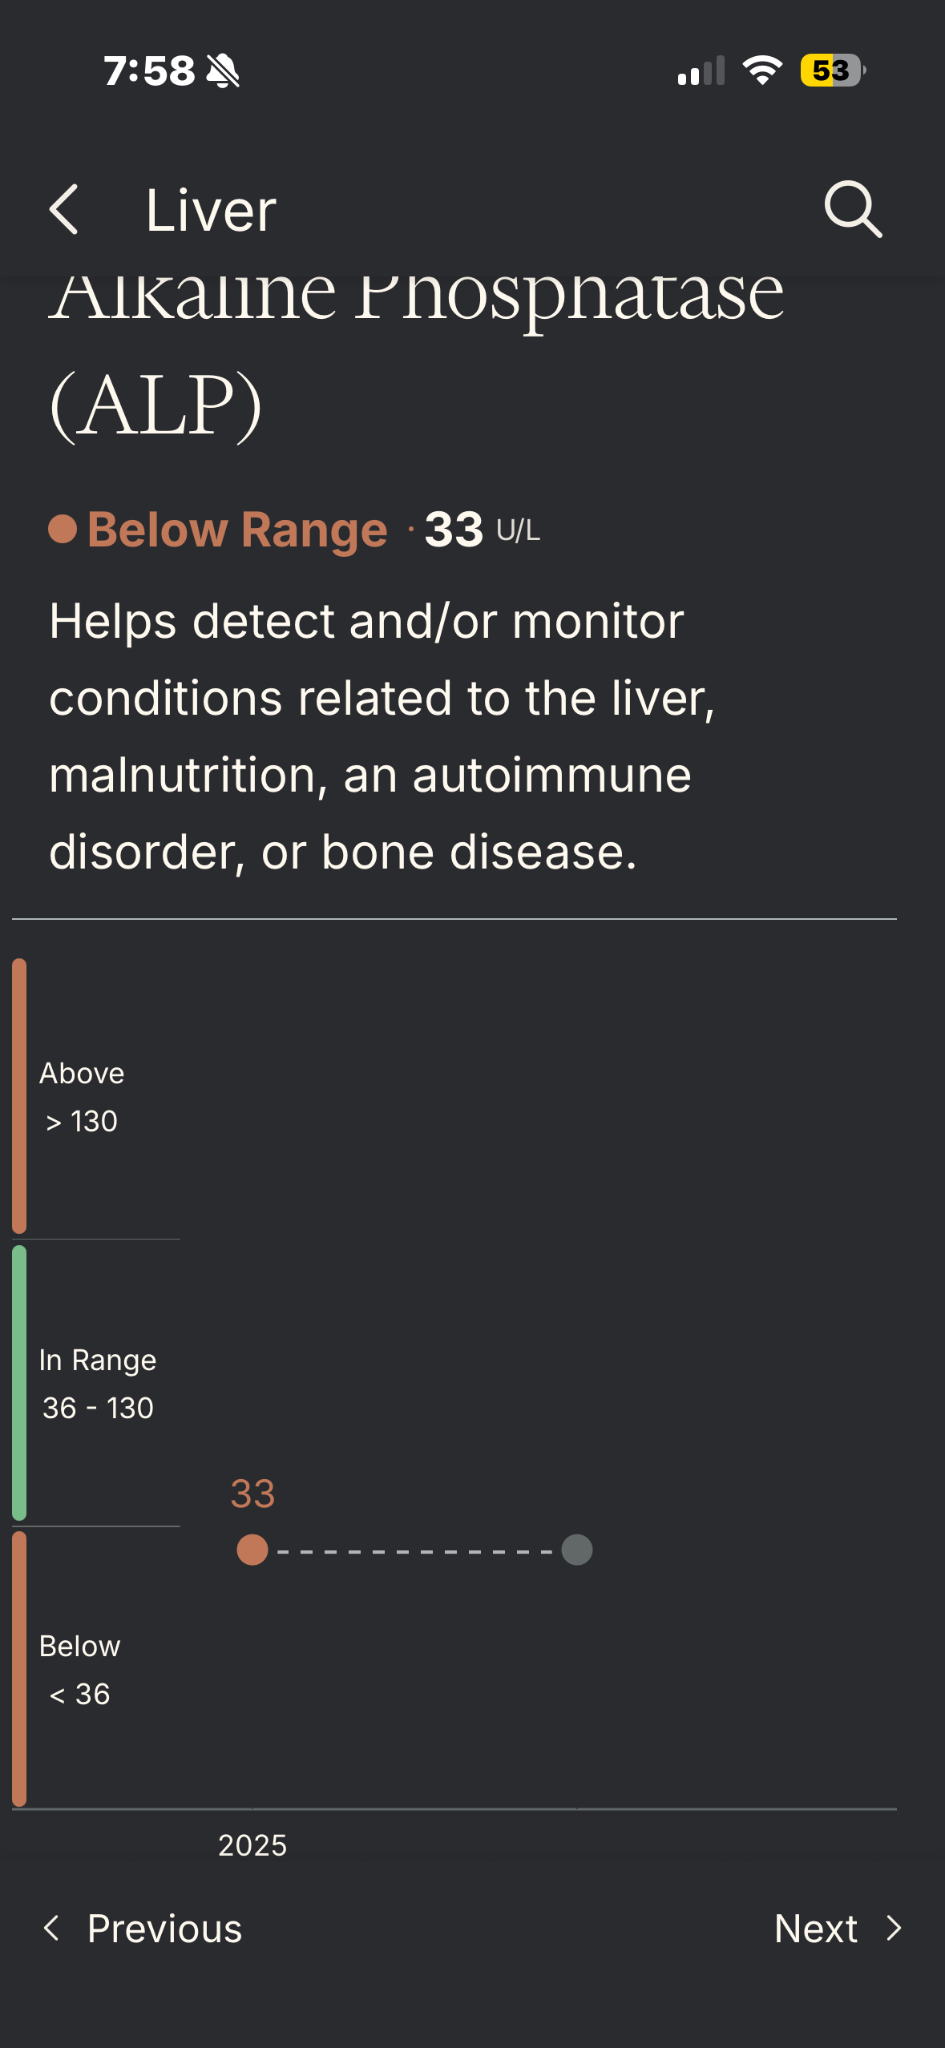 7:58
53
Liver
Alkaline Phosphatase
(ALP)
Below Range · 33 U/L
Helps detect and/or monitor
conditions related to the liver,
malnutrition, an autoimmune
disorder, or bone disease.
Above
> 130
In Range
36 - 130
33
Below
< 36
2025
Previous
Next